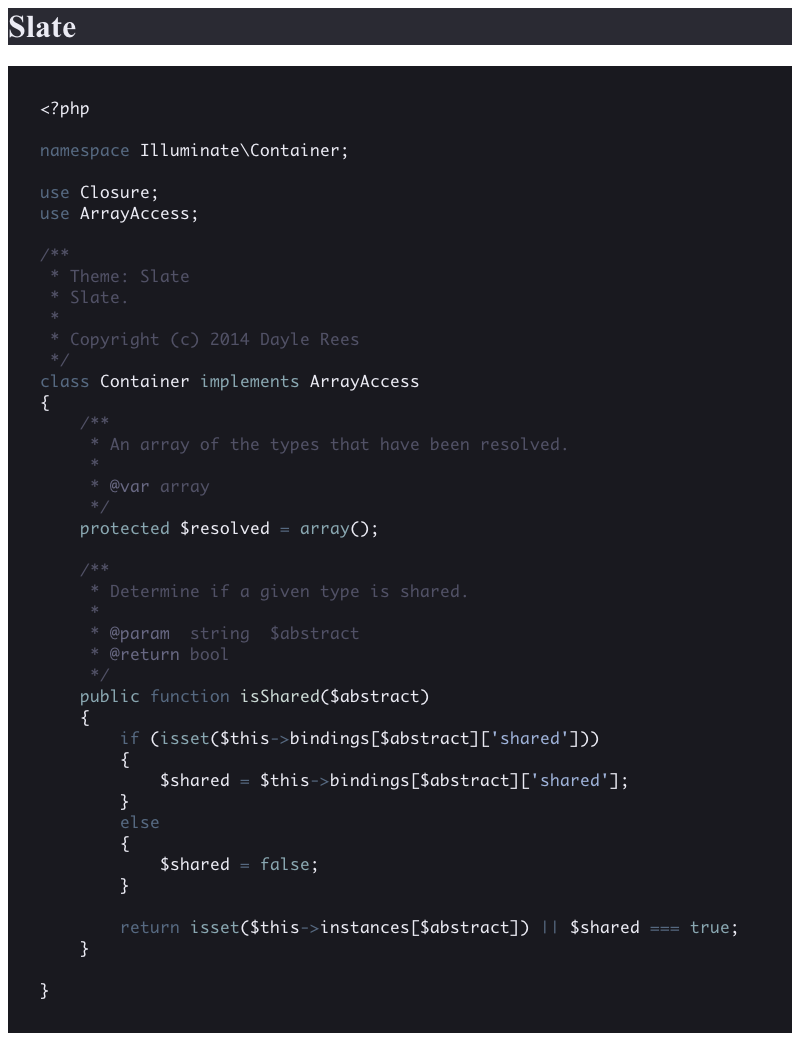 Slate
<?php
namespace Illuminate\Container;
use Closure;
use ArrayAccess;
/**
 * Theme: Slate
 * Slate.
 *
 * Copyright (c) 2014 Dayle Rees
 */
class Container implements ArrayAccess
{
    /**
     * An array of the types that have been resolved.
     *
     * @var array
     */
    protected $resolved = array();
    /**
     * Determine if a given type is shared.
     *
     * @param  string  $abstract
     * @return bool
     */
    public function isShared($abstract)
    {
        if (isset($this->bindings[$abstract]['shared']))
        {
            $shared = $this->bindings[$abstract]['shared'];
        }
        else
        {
            $shared = false;
        }
        return isset($this->instances[$abstract]) || $shared === true;
    }
}